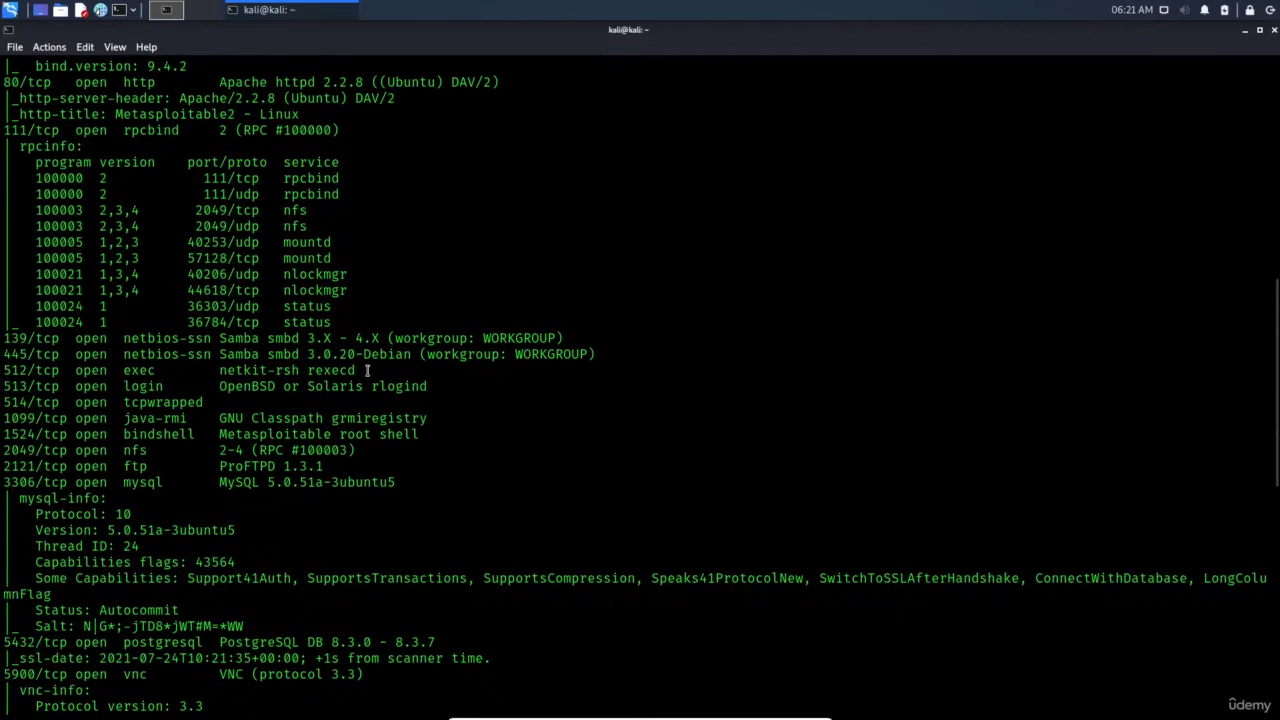 kali@kali: ~
06:21 AM
kali@kali: ~
File Actions Edit View Help
|_  bind.version: 9.4.2
80/tcp   open  http        Apache httpd 2.2.8 ((Ubuntu) DAV/2)
|_http-server-header: Apache/2.2.8 (Ubuntu) DAV/2
|_http-title: Metasploitable2 - Linux
111/tcp  open  rpcbind     2 (RPC #100000)
| rpcinfo:
|   program version   port/proto  service
|   100000  2            111/tcp  rpcbind
|   100000  2            111/udp  rpcbind
|   100003  2,3,4       2049/tcp  nfs
|   100003  2,3,4       2049/udp  nfs
|   100005  1,2,3      40253/udp  mountd
|   100005  1,2,3      57128/tcp  mountd
|   100021  1,3,4      40206/udp  nlockmgr
|   100021  1,3,4      44618/tcp  nlockmgr
|   100024  1          36303/udp  status
|_  100024  1          36784/tcp  status
139/tcp  open  netbios-ssn Samba smbd 3.X - 4.X (workgroup: WORKGROUP)
445/tcp  open  netbios-ssn Samba smbd 3.0.20-Debian (workgroup: WORKGROUP)
512/tcp  open  exec        netkit-rsh rexecd
513/tcp  open  login       OpenBSD or Solaris rlogind
514/tcp  open  tcpwrapped
1099/tcp open  java-rmi    GNU Classpath grmiregistry
1524/tcp open  bindshell   Metasploitable root shell
2049/tcp open  nfs         2-4 (RPC #100003)
2121/tcp open  ftp         ProFTPD 1.3.1
3306/tcp open  mysql       MySQL 5.0.51a-3ubuntu5
| mysql-info:
|   Protocol: 10
|   Version: 5.0.51a-3ubuntu5
|   Thread ID: 24
|   Capabilities flags: 43564
|   Some Capabilities: Support41Auth, SupportsTransactions, SupportsCompression, Speaks41ProtocolNew, SwitchToSSLAfterHandshake, ConnectWithDatabase, LongColu
mnFlag
|   Status: Autocommit
|_  Salt: N|G*;-jTD8*jWT#M=*WW
5432/tcp open  postgresql  PostgreSQL DB 8.3.0 - 8.3.7
|_ssl-date: 2021-07-24T10:21:35+00:00; +1s from scanner time.
5900/tcp open  vnc         VNC (protocol 3.3)
| vnc-info:
|   Protocol version: 3.3
ûdemy